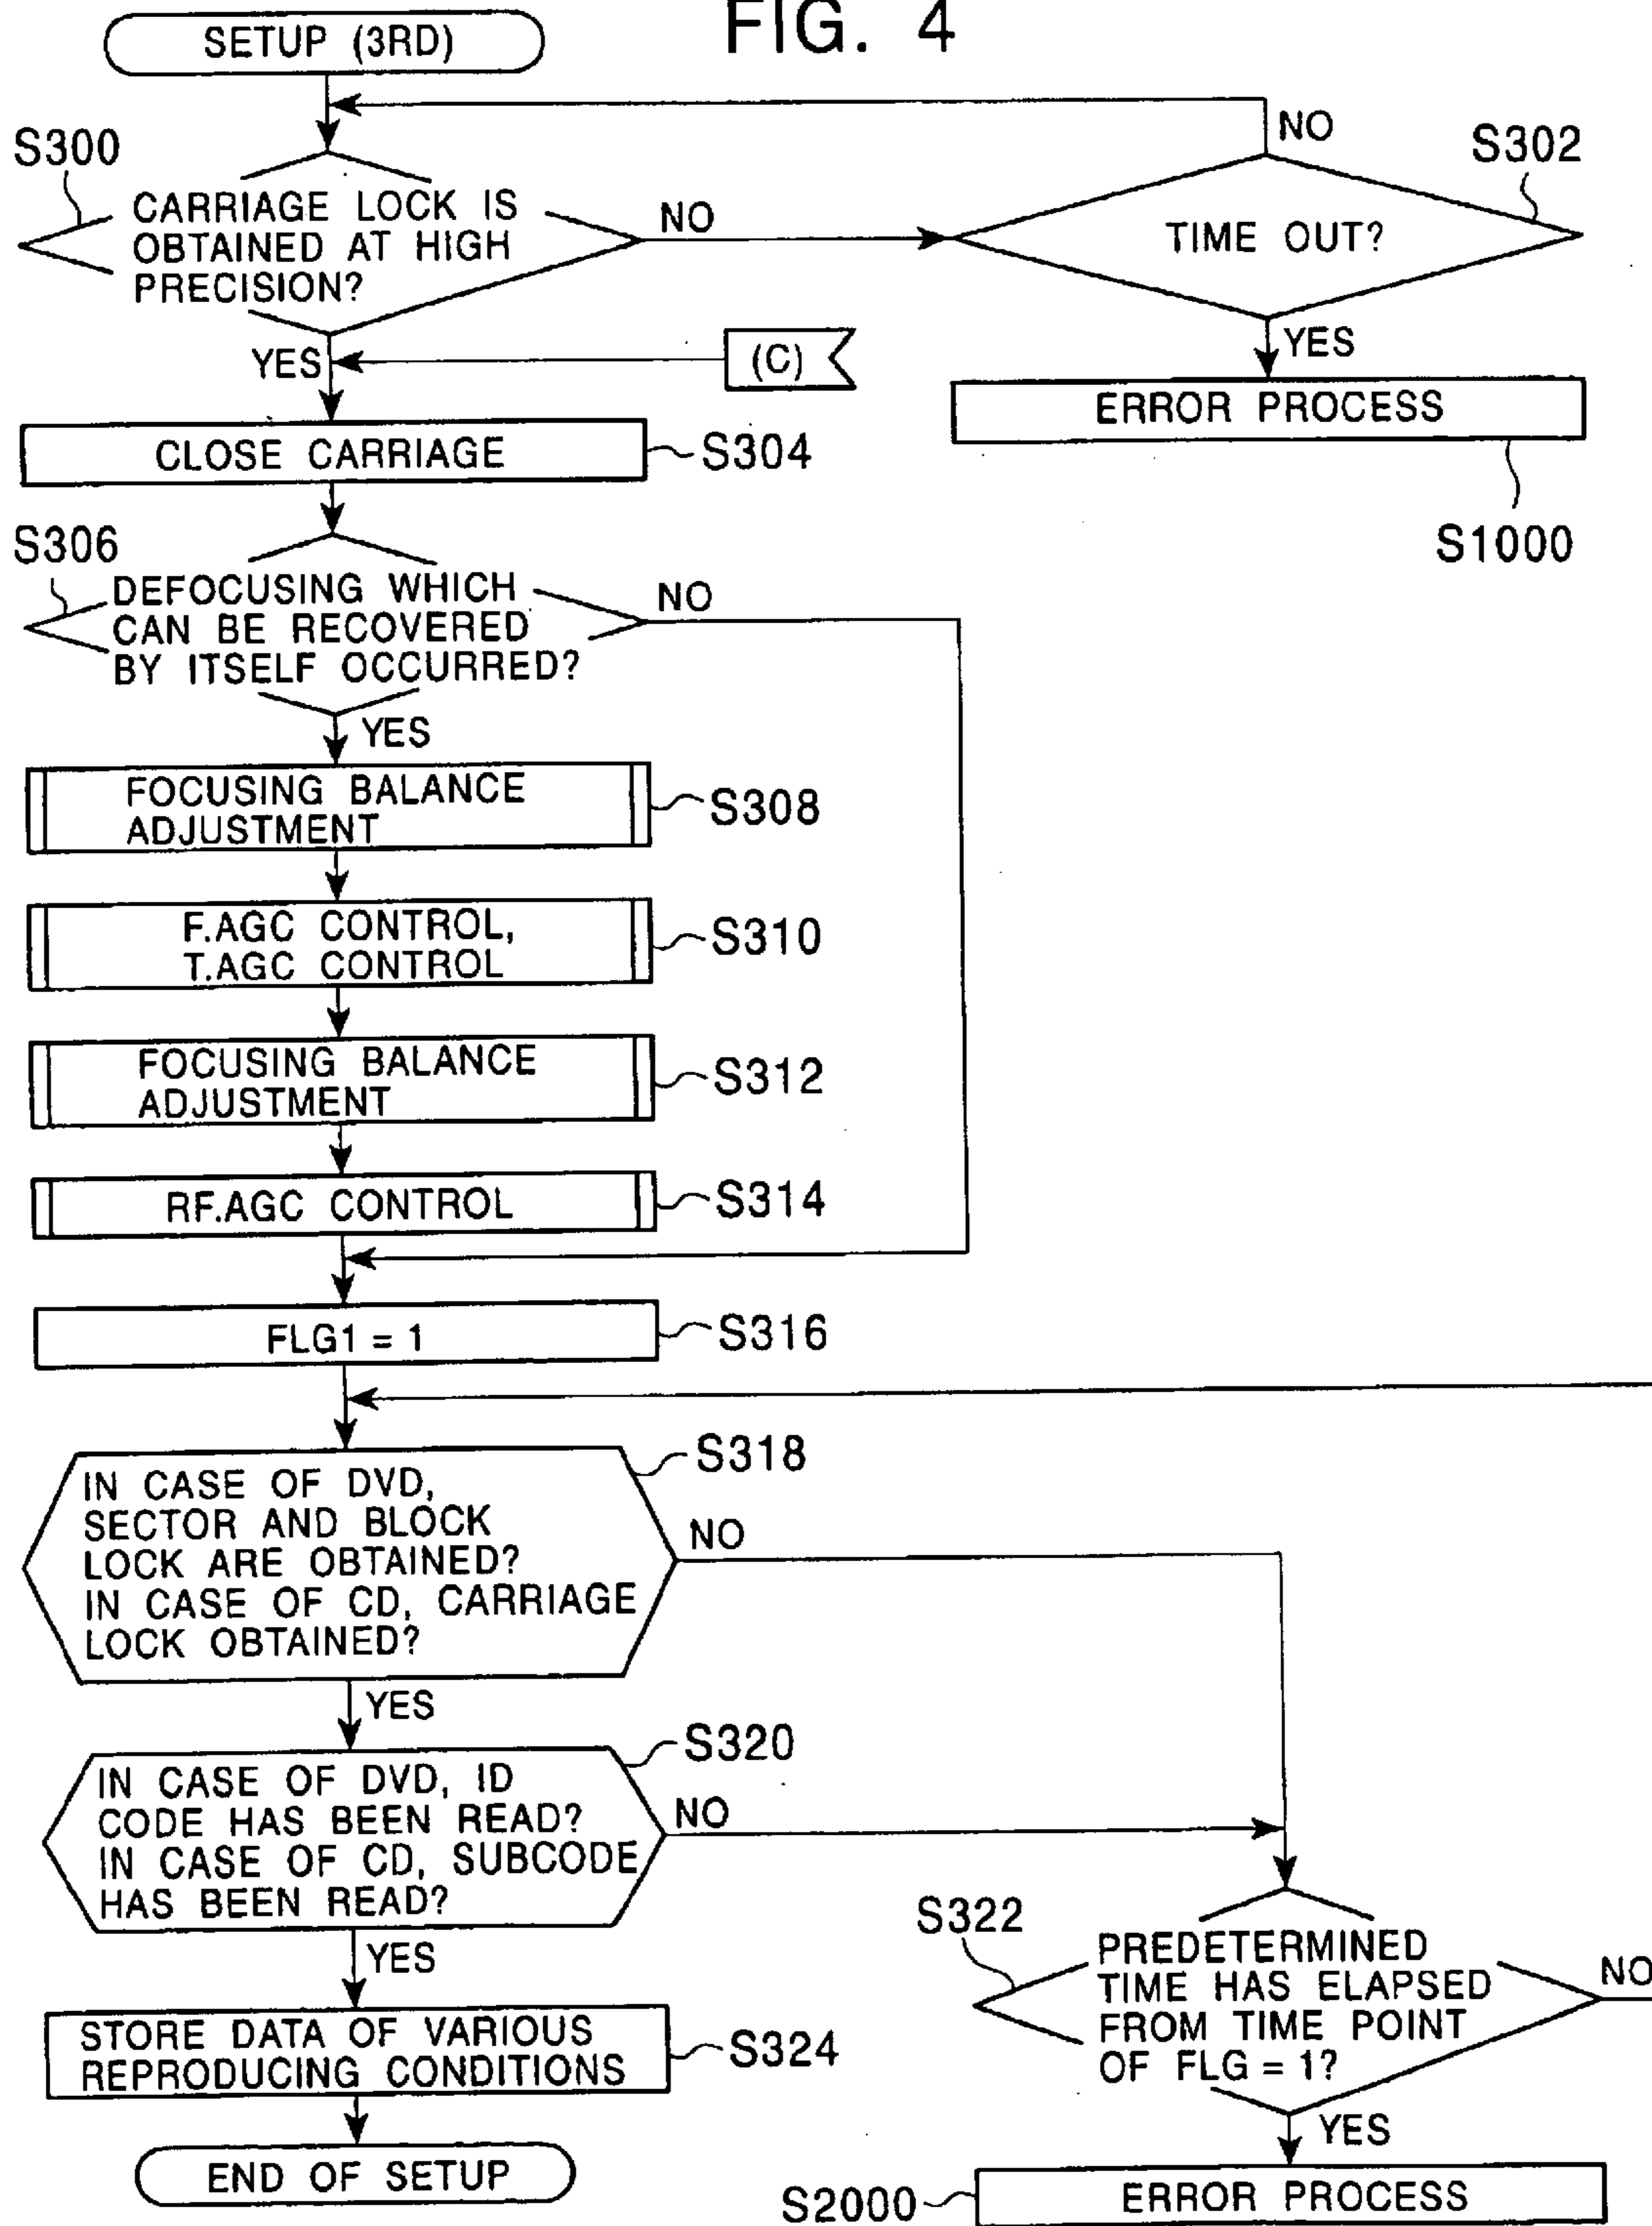 FIG. 4
SETUP (3RD)
NO
S300
S302
CARRIAGE LOCK IS
OBTAINED AT HIGH
PRECISION?
NO
TIME OUT?
YES
(C)
YES
ERROR PROCESS
CLOSE CARRIAGE
S304
S1000
S306
DEFOCUSING WHICH
CAN BE RECOVERED
BY ITSELF OCCURRED?
NO
YES
FOCUSING BALANCE
ADJUSTMENT
S308
F.AGC CONTROL,
T.AGC CONTROL
S310
FOCUSING BALANCE
ADJUSTMENT
S312
RF.AGC CONTROL
S314
FLG1 = 1
S316
S318
IN CASE OF DVD,
SECTOR AND BLOCK
LOCK ARE OBTAINED?
IN CASE OF CD, CARRIAGE
LOCK OBTAINED?
NO
YES
S320
IN CASE OF DVD, ID
CODE HAS BEEN READ?
IN CASE OF CD, SUBCODE
HAS BEEN READ?
NO
YES
S322
PREDETERMINED
TIME HAS ELAPSED
FROM TIME POINT
OF FLG = 1?
NO
YES
STORE DATA OF VARIOUS
REPRODUCING CONDITIONS
S324
END OF SETUP
S2000
ERROR PROCESS